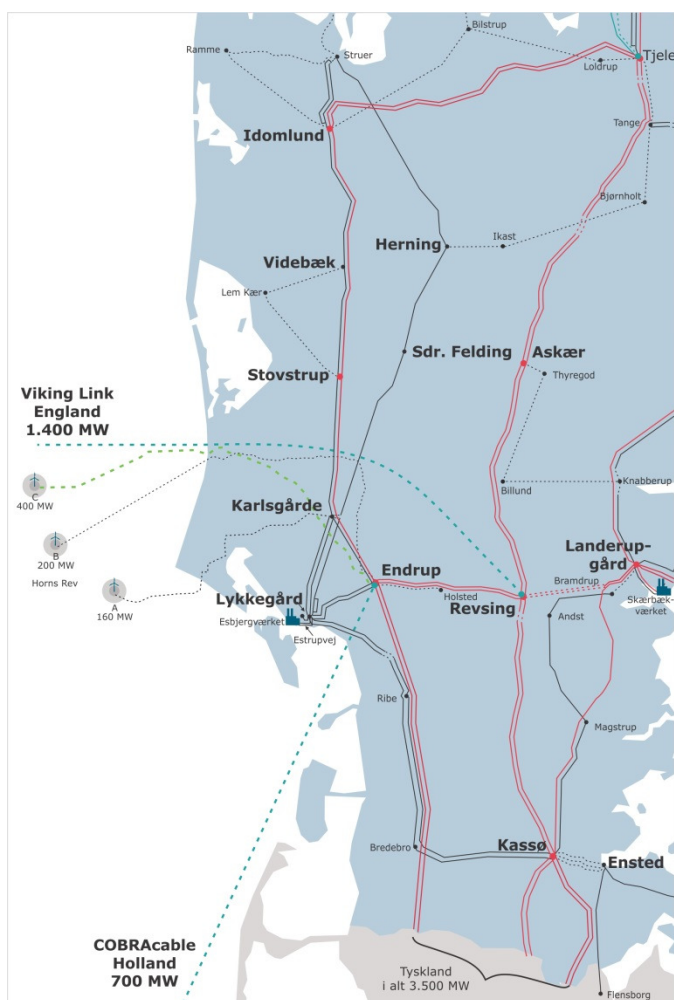 Bilstrup
Ramme
Struer
Tjele
Loldrup
Idomlund
Tange
Bjørnholt
Herning
Ikast
Videbæk
Lem Kær
Sdr. Felding
Askær
Stovstrup
Thyregod
Viking Link
England
1.400 MW
C
400 MW
Billund
Knabberup
Karlsgårde
B
200 MW
Horns Rev
Landerup-
gård
Endrup
Bramdrup
A
160 MW
Lykkegård
Holsted
Revsing
Skærbæk-
værket
Esbjergværket
Andst
Estrupvej
Ribe
Magstrup
Bredebro
Kassø
Ensted
COBRAcable
Holland
700 MW
Tyskland
i alt 3.500 MW
Flensborg